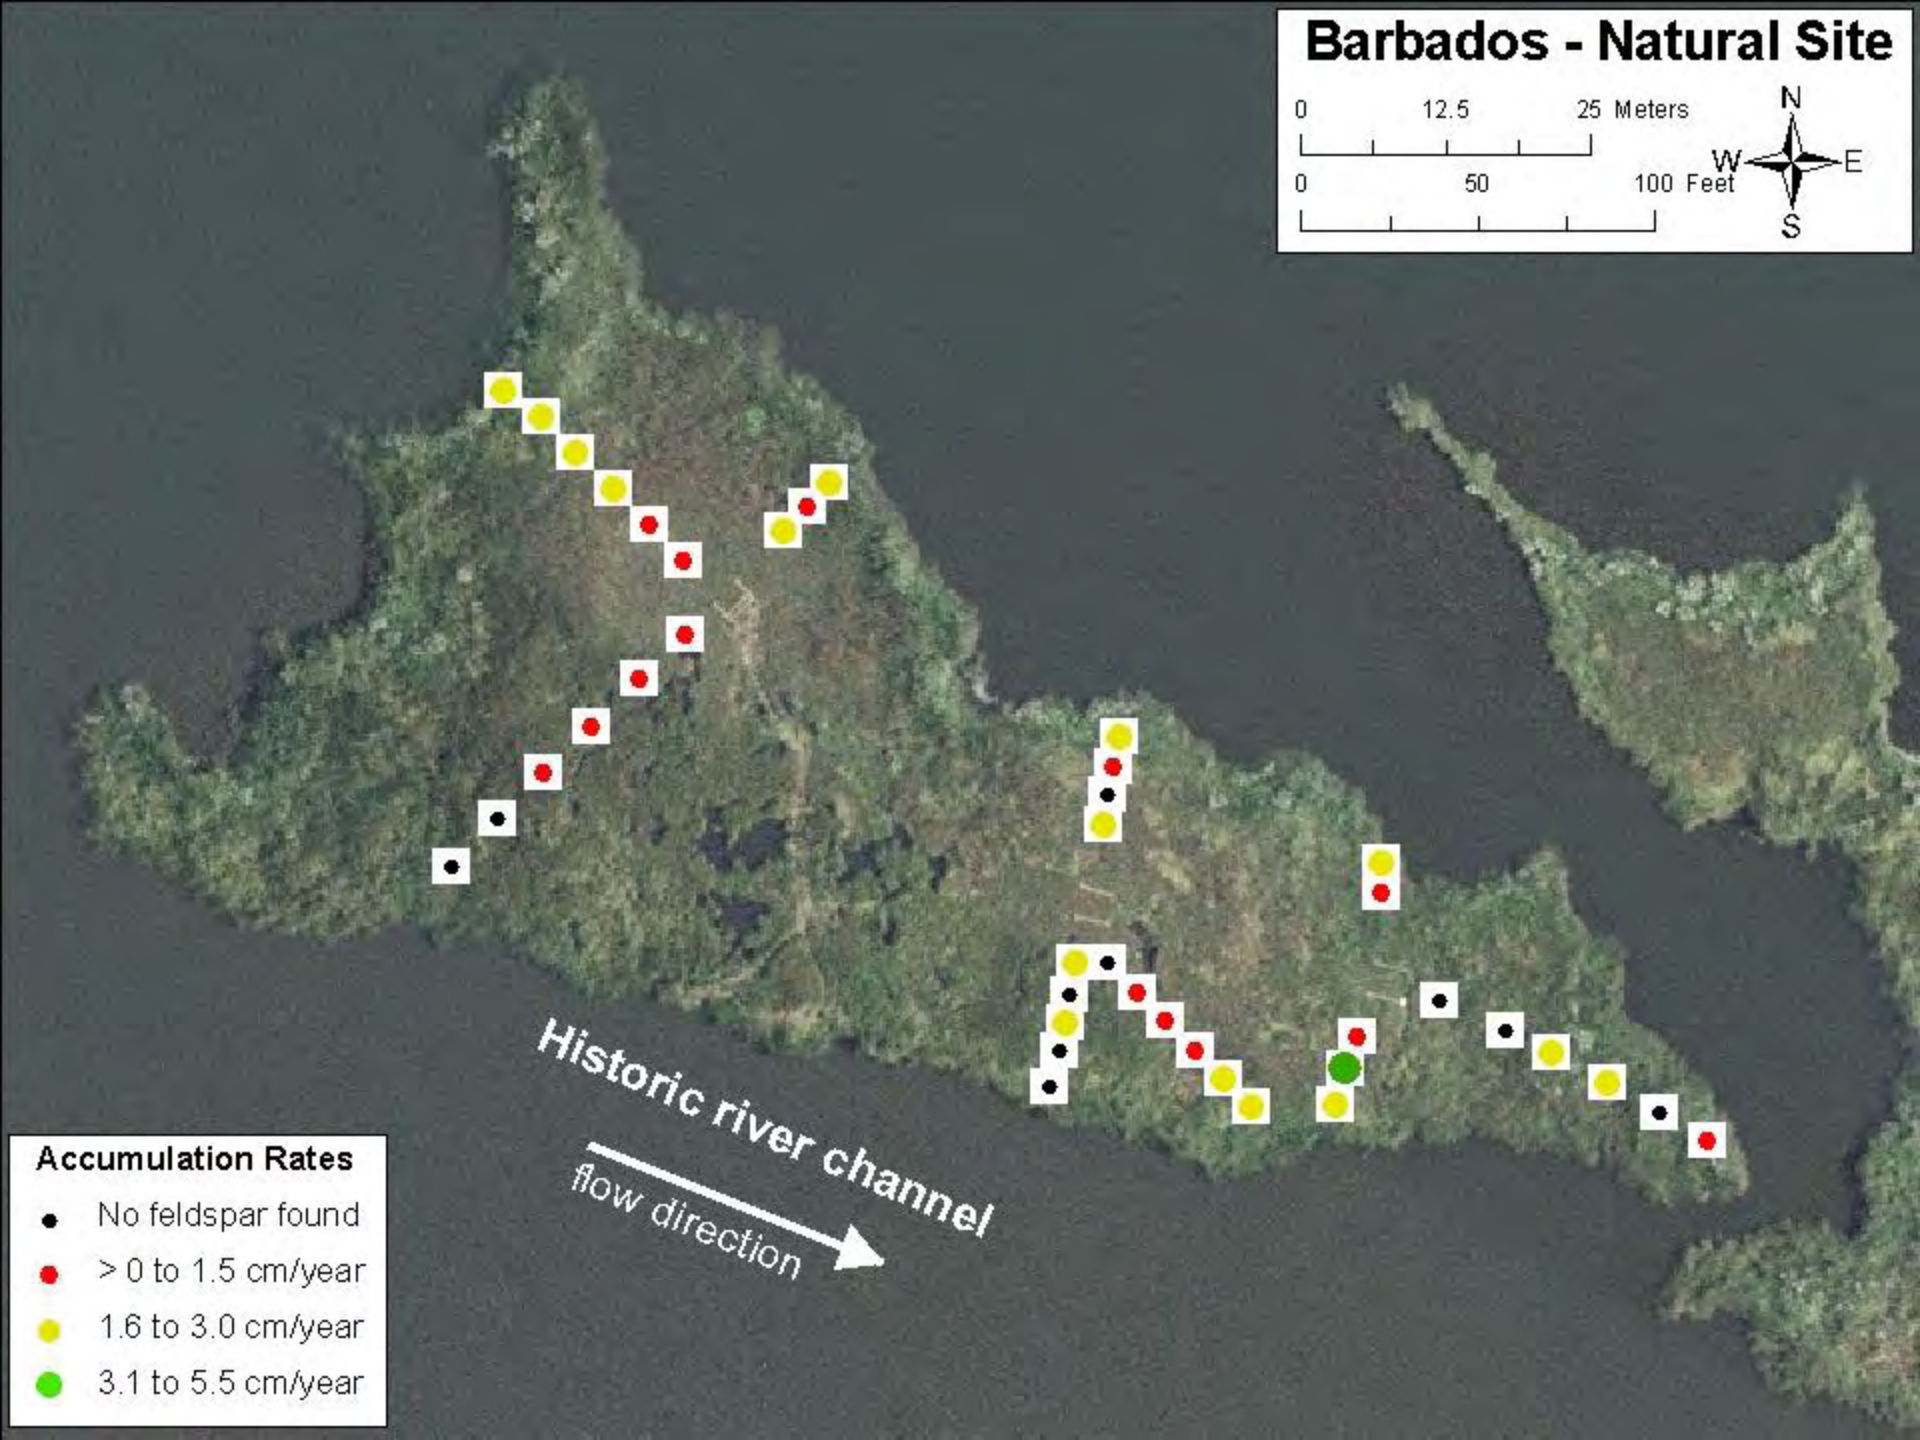 Barbados - Natural Site
0 12.5 25 Meters
0 50 100 Feet
N
W E
S
Historic river channel
flow direction
Accumulation Rates
No feldspar found
> 0 to 1.5 cm/year
1.6 to 3.0 cm/year
3.1 to 5.5 cm/year